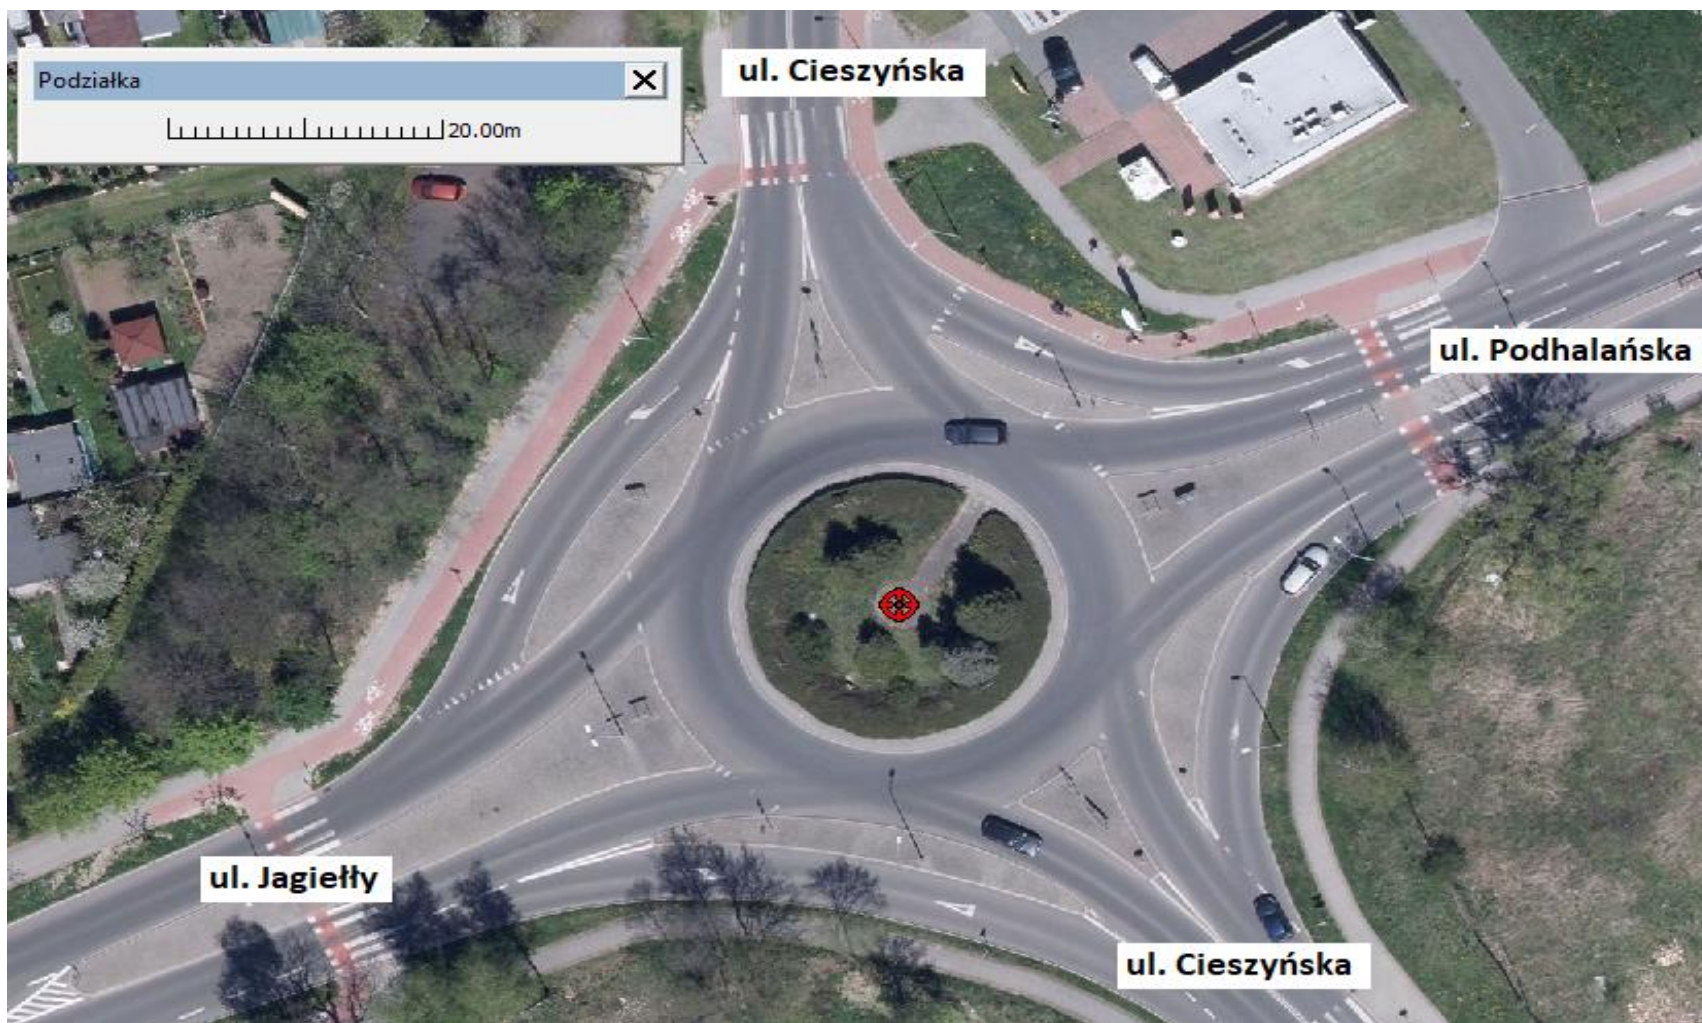 ul. Cieszyńska
Podziałka
20.00m
ul. Podhalańska
ul. Jagiełły
ul. Cieszyńska